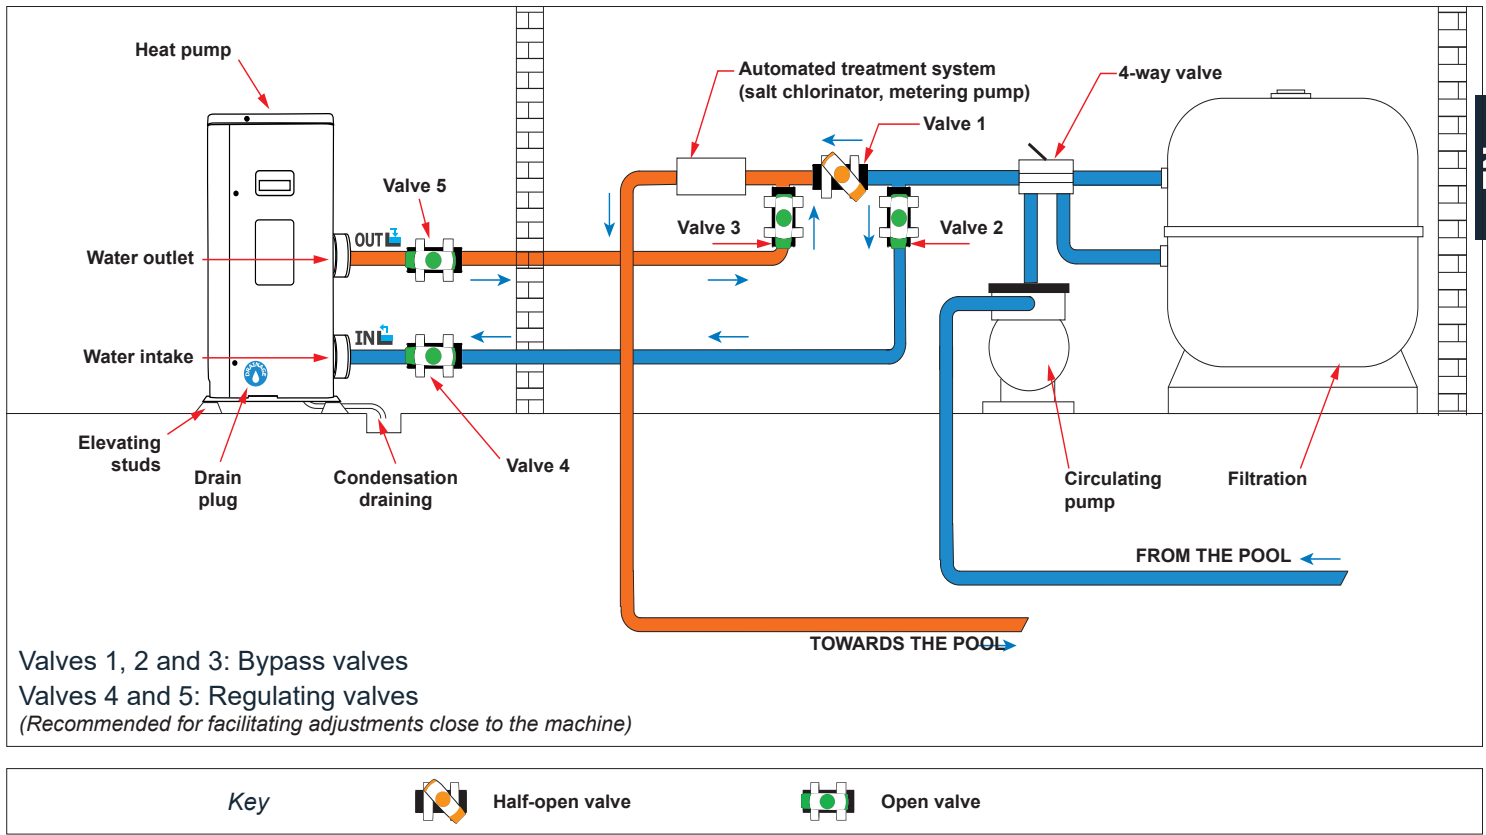 Heat pump
Automated treatment system
(salt chlorinator, metering pump)
4-way valve
Valve 1
Valve 5
Valve 3
Valve 2
OUT
Water outlet
IN
Water intake
DRAINAGE
Elevating
studs
Drain
plug
Condensation
draining
Valve 4
Circulating
pump
Filtration
FROM THE POOL
TOWARDS THE POOL
Valves 1, 2 and 3: Bypass valves
Valves 4 and 5: Regulating valves
(Recommended for facilitating adjustments close to the machine)
Key
Half-open valve
Open valve